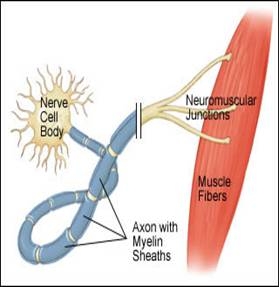 Nerve
Cell
Body
Neuromuscular
Junctions
Muscle
Fibers
Axon with
Myelin
Sheaths